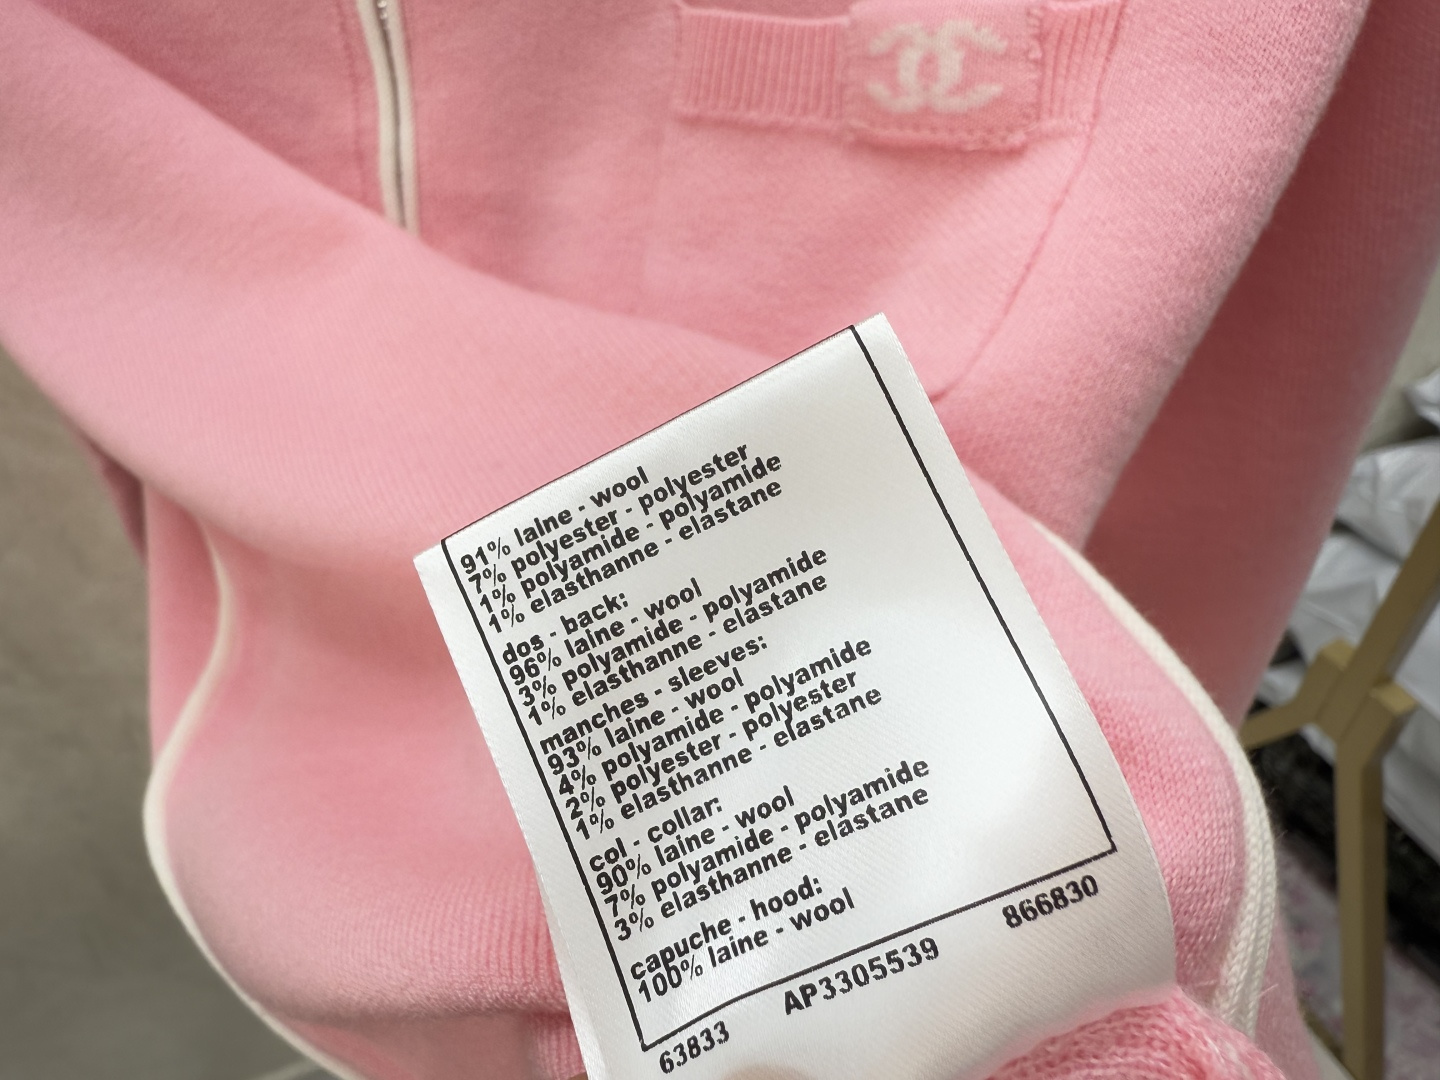 91% laine - wool
7% polyester - polyester
1% polyamide - polyamide
1% elasthanne - elastane
dos - back:
96% laine - wool
3% polyamide - polyamide
1% elasthanne - elastane
manches - sleeves:
93% laine - wool
4% polyamide - polyamide
2% polyester - polyester
1% elasthanne - elastane
col - collar:
90% laine - wool
7% polyamide - polyamide
3% elasthanne - elastane
capuche - hood:
100% laine - wool
63833 AP3305539 866830